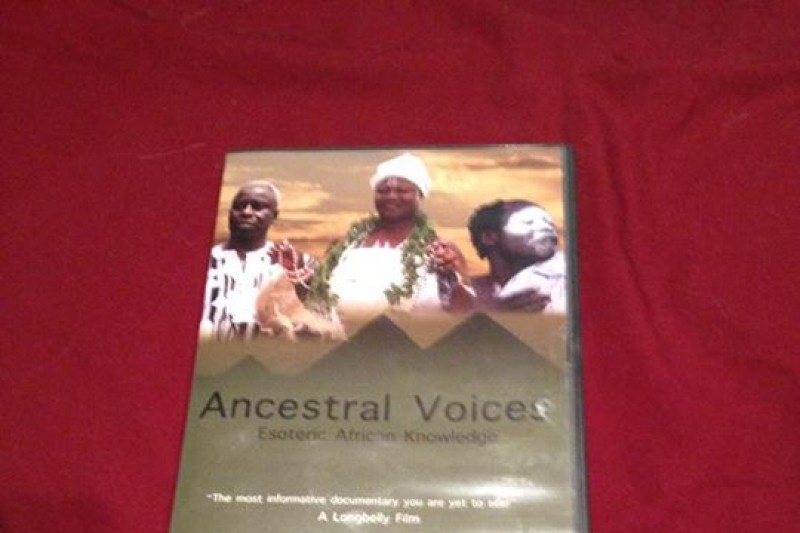 Ancestral Voices
Esoteric African Knowledge
"The most informative documentary you are yet to see!"
A Longbelly Film